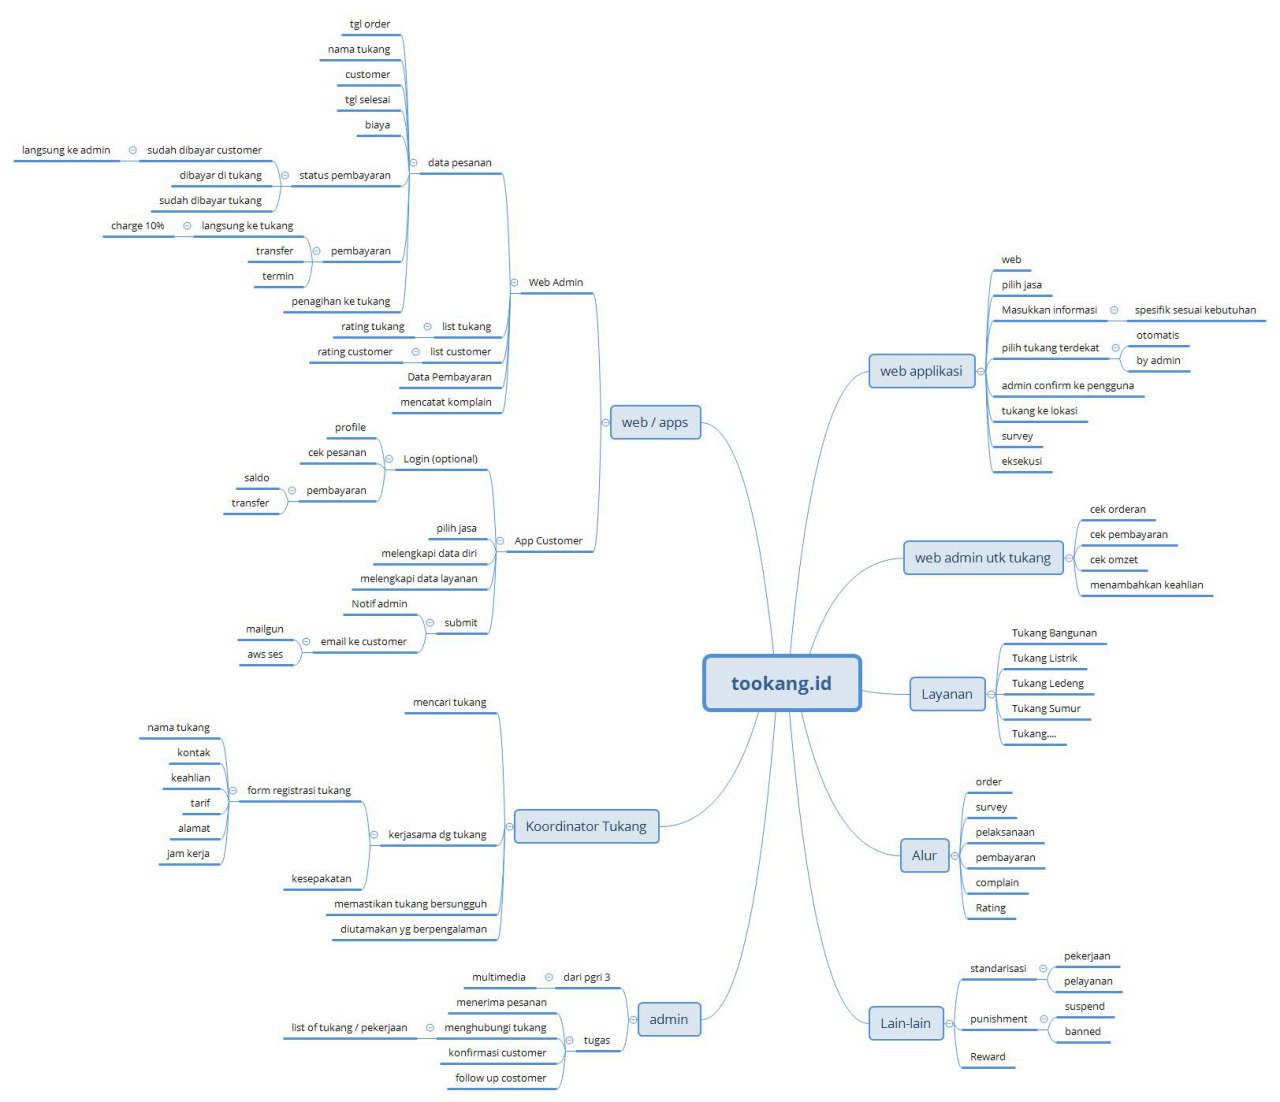 tookang.id
web / apps
Web Admin
data pesanan
tgl order
nama tukang
customer
tgl selesai
biaya
status pembayaran
sudah dibayar customer
langsung ke admin
dibayar di tukang
sudah dibayar tukang
pembayaran
langsung ke tukang
charge 10%
transfer
termin
penagihan ke tukang
list tukang
rating tukang
list customer
rating customer
Data Pembayaran
mencatat komplain
App Customer
Login (optional)
profile
cek pesanan
pembayaran
saldo
transfer
pilih jasa
melengkapi data diri
melengkapi data layanan
submit
Notif admin
email ke customer
mailgun
aws ses
Koordinator Tukang
mencari tukang
kerjasama dg tukang
form registrasi tukang
nama tukang
kontak
keahlian
tarif
alamat
jam kerja
kesepakatan
memastikan tukang bersungguh
diutamakan yg berpengalaman
admin
dari pgri 3
multimedia
tugas
menerima pesanan
menghubungi tukang
list of tukang / pekerjaan
konfirmasi customer
follow up costomer
web applikasi
web
pilih jasa
Masukkan informasi
spesifik sesuai kebutuhan
pilih tukang terdekat
otomatis
by admin
admin confirm ke pengguna
tukang ke lokasi
survey
eksekusi
web admin utk tukang
cek orderan
cek pembayaran
cek omzet
menambahkan keahlian
Layanan
Tukang Bangunan
Tukang Listrik
Tukang Ledeng
Tukang Sumur
Tukang....
Alur
order
survey
pelaksanaan
pembayaran
complain
Rating
Lain-lain
standarisasi
pekerjaan
pelayanan
punishment
suspend
banned
Reward